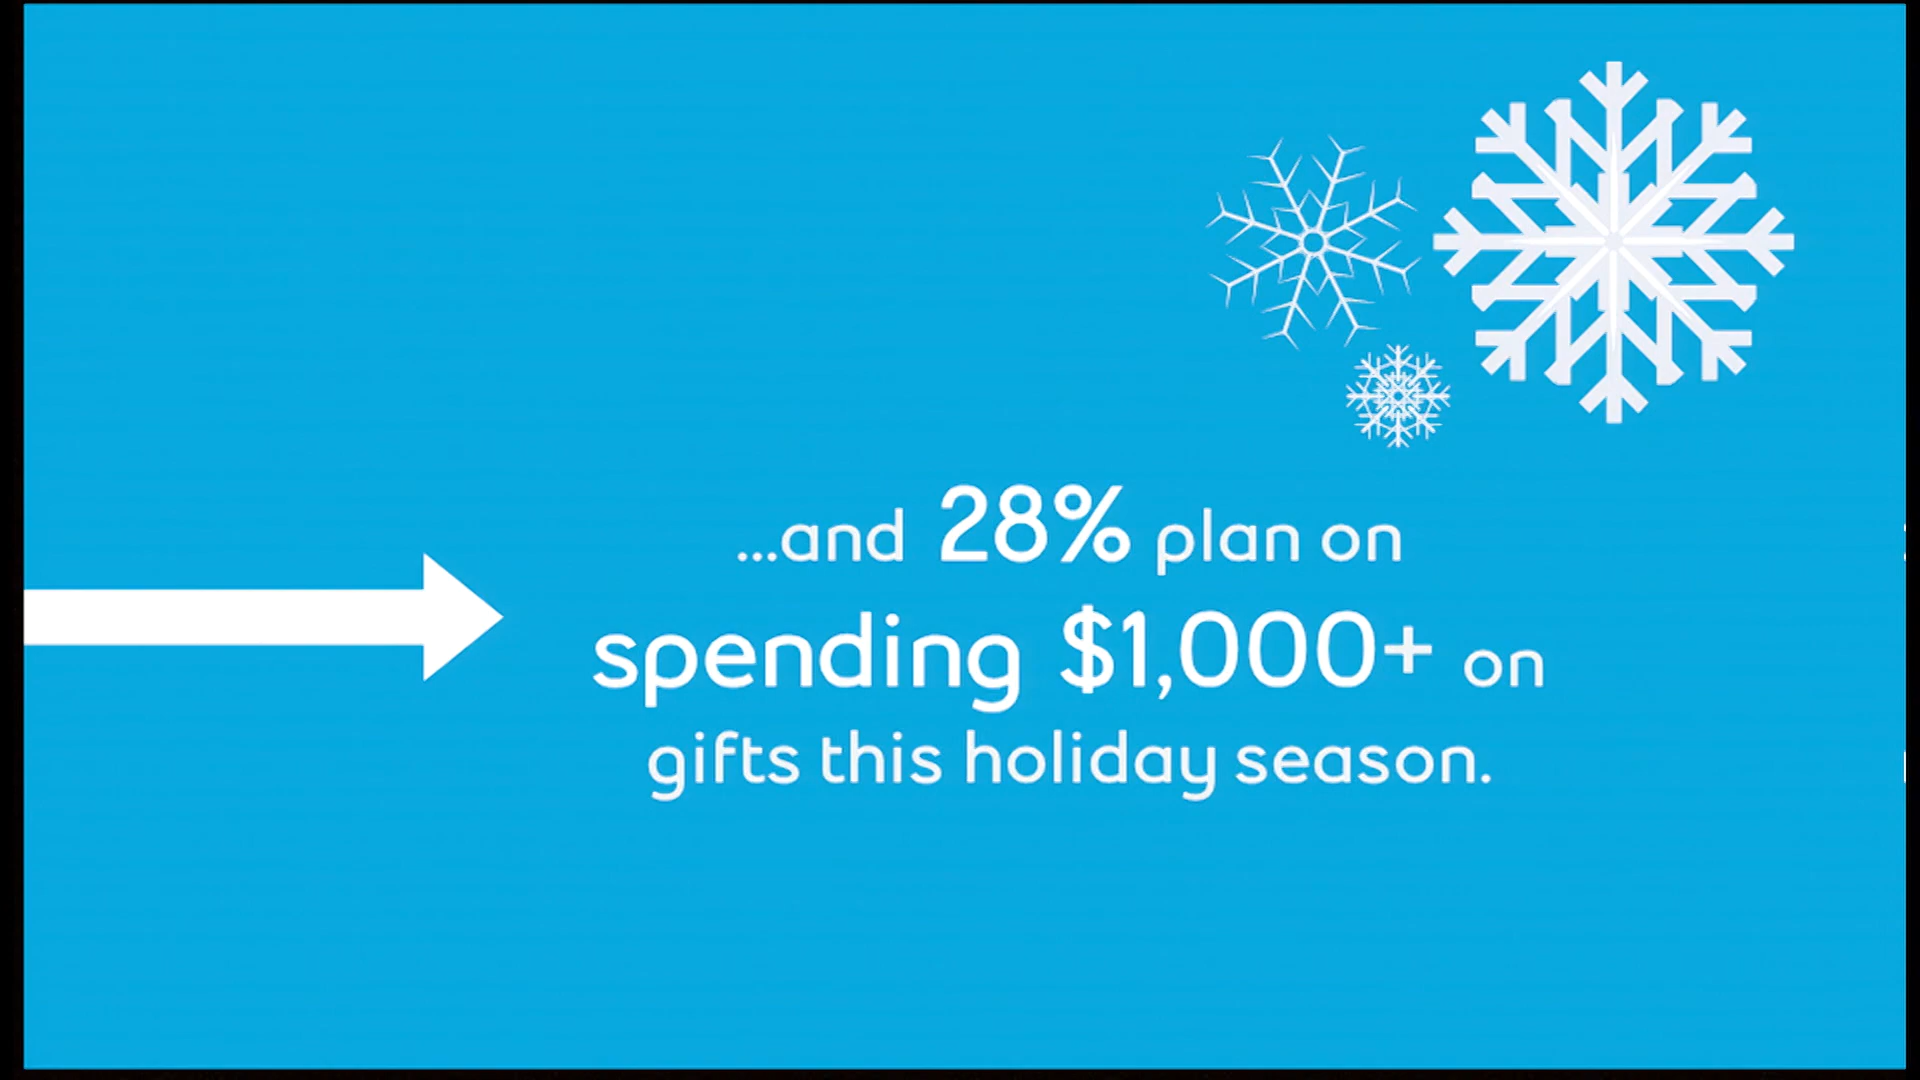 ...and 28% plan on
spending $1,000+ on
gifts this holiday season.